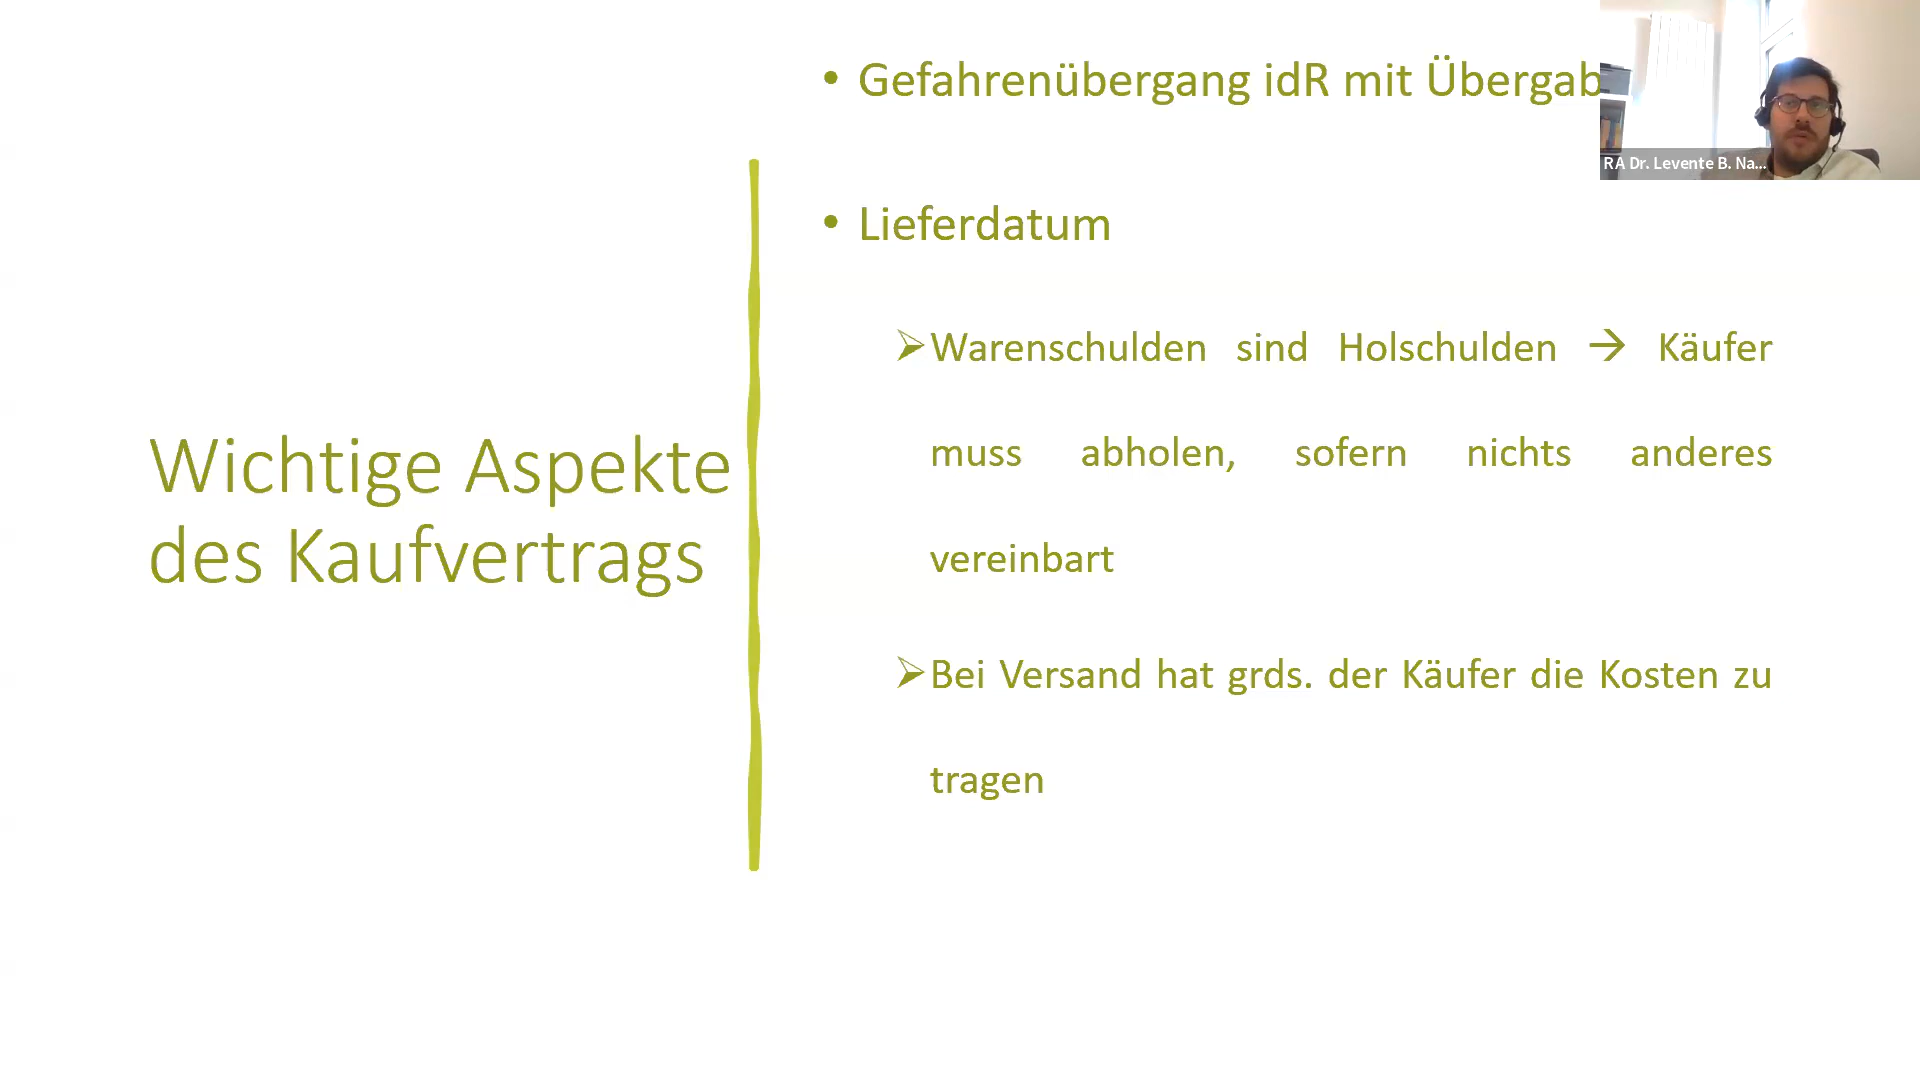 Wichtige Aspekte
des Kaufvertrags
• Gefahrenübergang idR mit
• Lieferdatum
➢ Warenschulden sind Holschulden → Käufer
muss abholen, sofern nichts anderes
vereinbart
➢ Bei Versand hat grds. der Käufer die Kosten zu
tragen
RA Dr. Levente B. Na...